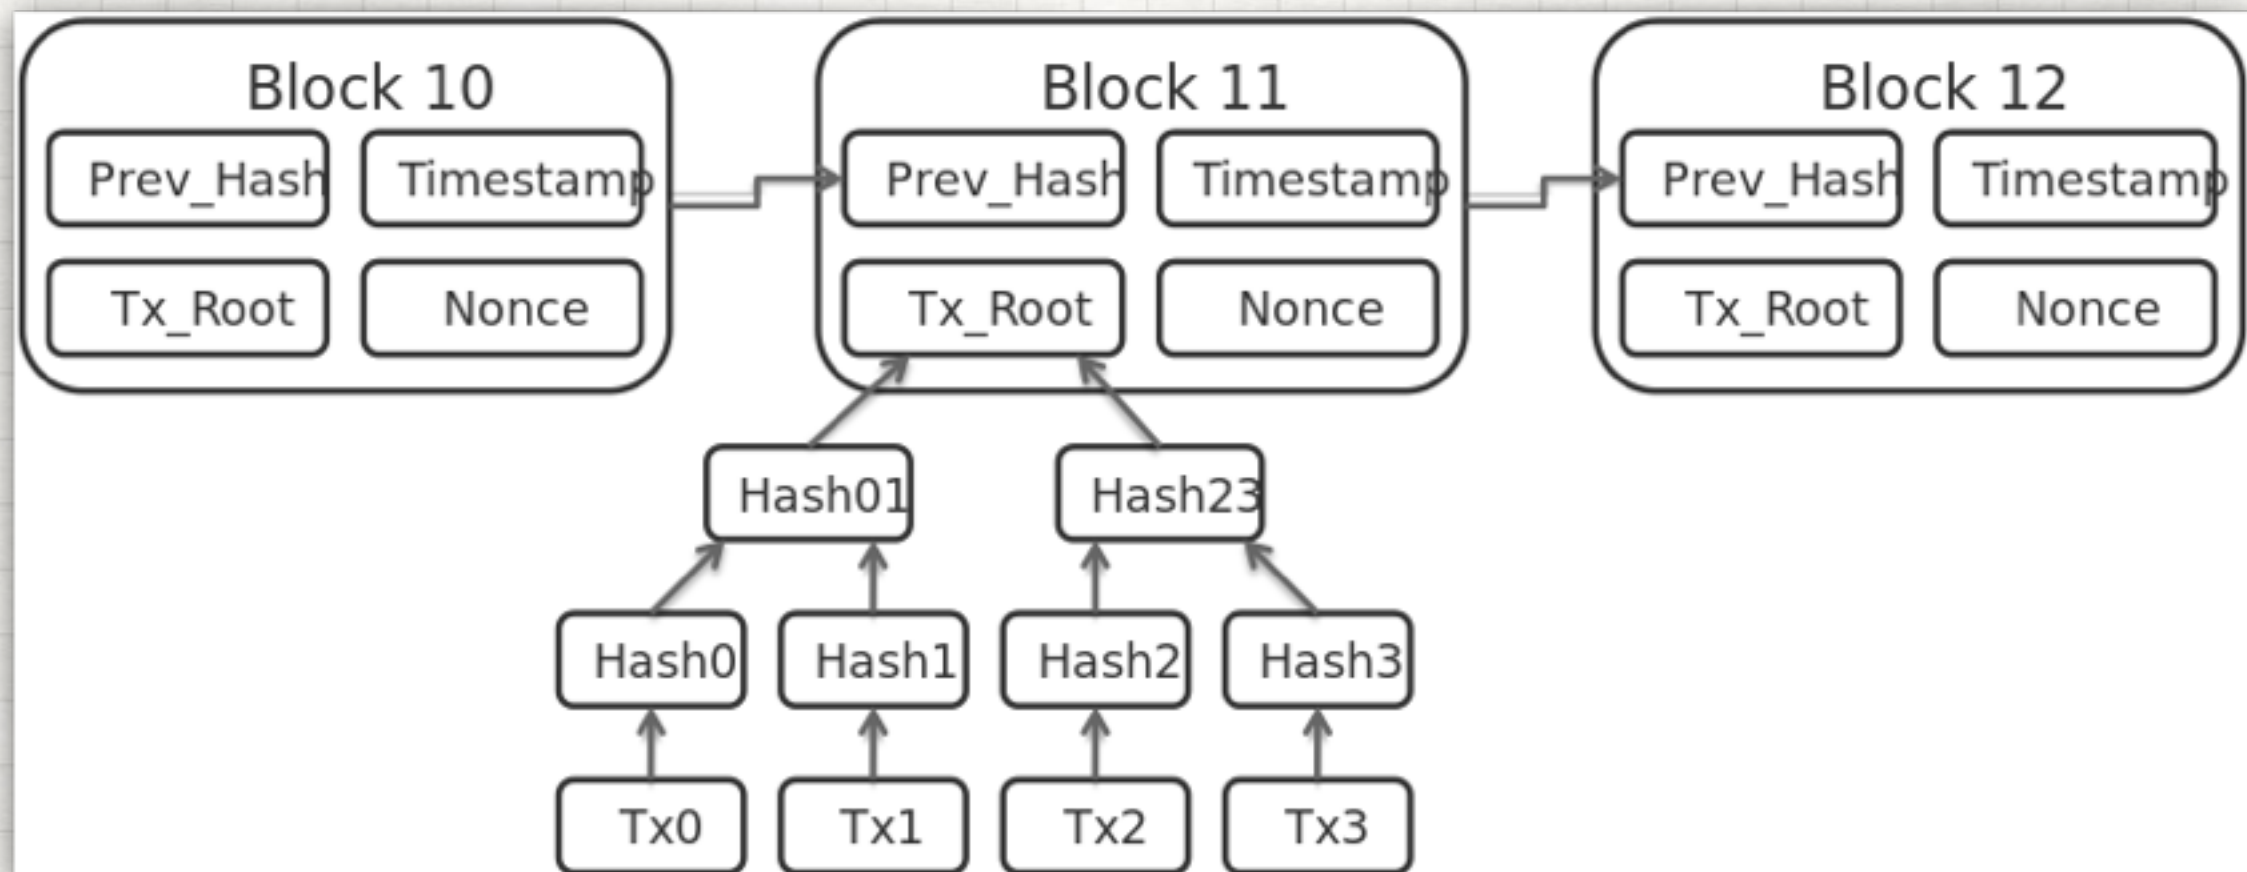 Block 10
Block 11
Block 12
Prev_Hash Timestamp
Prev_Hash Timestamp
Prev_Hash Timestamp
Tx_Root Nonce
Tx_Root Nonce
Tx_Root Nonce
Hash01 Hash23
Hash0 Hash1 Hash2 Hash3
Tx0 Tx1 Tx2 Tx3